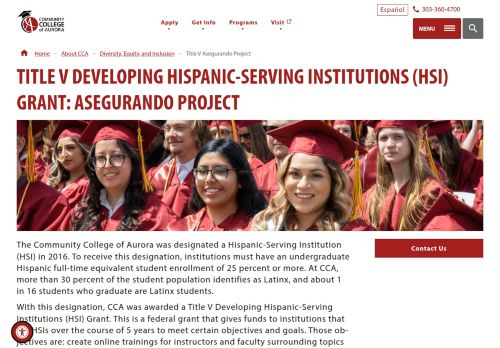 COMMUNITY
COLLEGE
of AURORA
Apply
Get Info
Programs
Visit
Español
303-360-4700
MENU
Home – About CCA – Diversity, Equity, and Inclusion – Title V Asegurando Project
TITLE V DEVELOPING HISPANIC-SERVING INSTITUTIONS (HSI)
GRANT: ASEGURANDO PROJECT
The Community College of Aurora was designated a Hispanic-Serving Institution
(HSI) in 2016. To receive this designation, institutions must have an undergraduate
Hispanic full-time equivalent student enrollment of 25 percent or more. At CCA,
more than 30 percent of the student population identifies as Latinx, and about 1
in 16 students who graduate are Latinx students.
Contact Us
With this designation, CCA was awarded a Title V Developing Hispanic-Serving
Institutions (HSI) Grant. This is a federal grant that gives funds to institutions that
HSIs over the course of 5 years to meet certain objectives and goals. Those ob-
jectives are: create online trainings for instructors and faculty surrounding topics